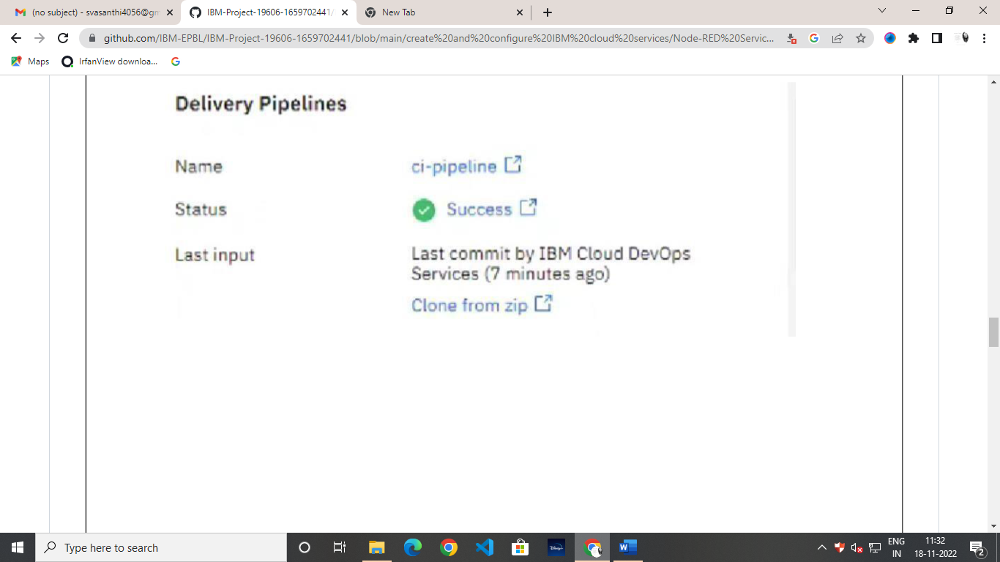 (no subject) - svasanthi4056@gm
IBM-Project-19606-1659702441/
New Tab
github.com/IBM-EPBL/IBM-Project-19606-1659702441/blob/main/create%20and%20configure%20IBM%20cloud%20services/Node-RED%20Servic...
Maps
IrfanView downloa...
Delivery Pipelines
Name
ci-pipeline
Status
Success
Last input
Last commit by IBM Cloud DevOps
Services (7 minutes ago)
Clone from zip
Type here to search
ENG
IN
11:32
18-11-2022
2